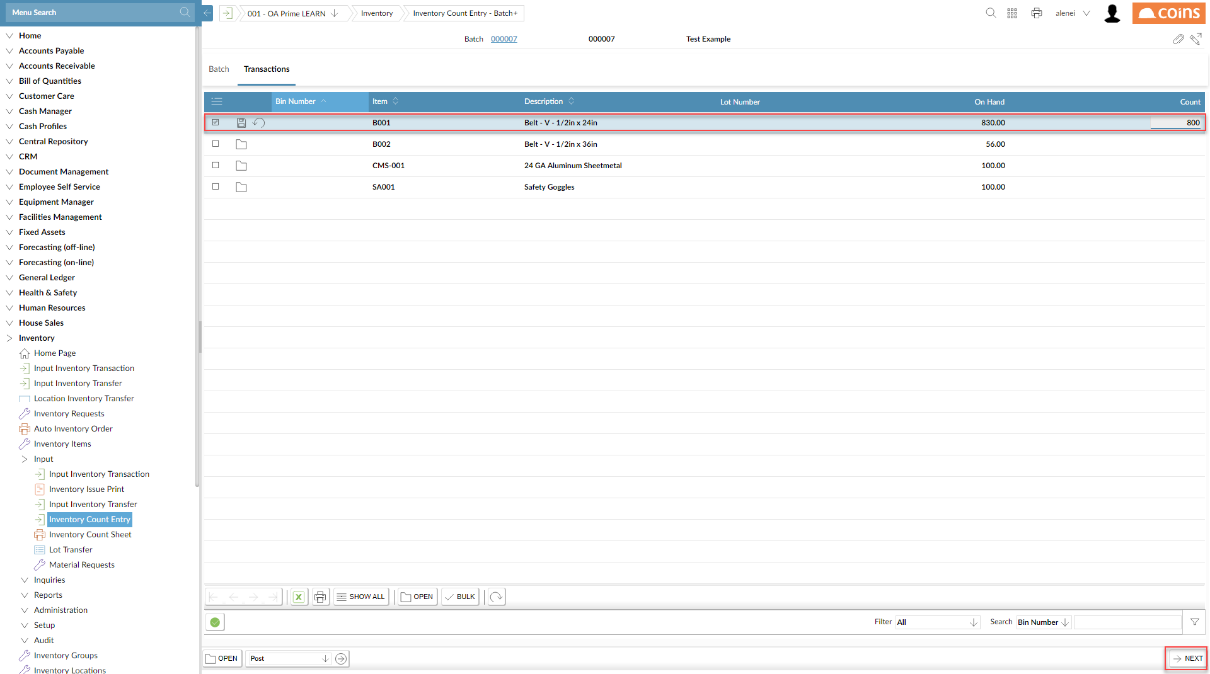 Menu Search
001 - OA Prime LEARN
Inventory
Inventory Count Entry - Batch+
alenei
coins
Batch 000007 000007 Test Example
Batch Transactions
Bin Number Item Description Lot Number On Hand Count
B001 Belt - V - 1/2in x 24in 830.00 800
B002 Belt - V - 1/2in x 36in 56.00
CMS-001 24 GA Aluminum Sheetmetal 100.00
SA001 Safety Goggles 100.00
Home
Accounts Payable
Accounts Receivable
Bill of Quantities
Customer Care
Cash Manager
Cash Profiles
Central Repository
CRM
Document Management
Employee Self Service
Equipment Manager
Facilities Management
Fixed Assets
Forecasting (off-line)
Forecasting (on-line)
General Ledger
Health & Safety
Human Resources
House Sales
Inventory
Home Page
Input Inventory Transaction
Input Inventory Transfer
Location Inventory Transfer
Inventory Requests
Auto Inventory Order
Inventory Items
Input
Input Inventory Transaction
Inventory Issue Print
Input Inventory Transfer
Inventory Count Entry
Inventory Count Sheet
Lot Transfer
Material Requests
Inquiries
Reports
Administration
Setup
Audit
Inventory Groups
Inventory Locations
SHOW ALL OPEN BULK
Filter All Search Bin Number
OPEN Post NEXT